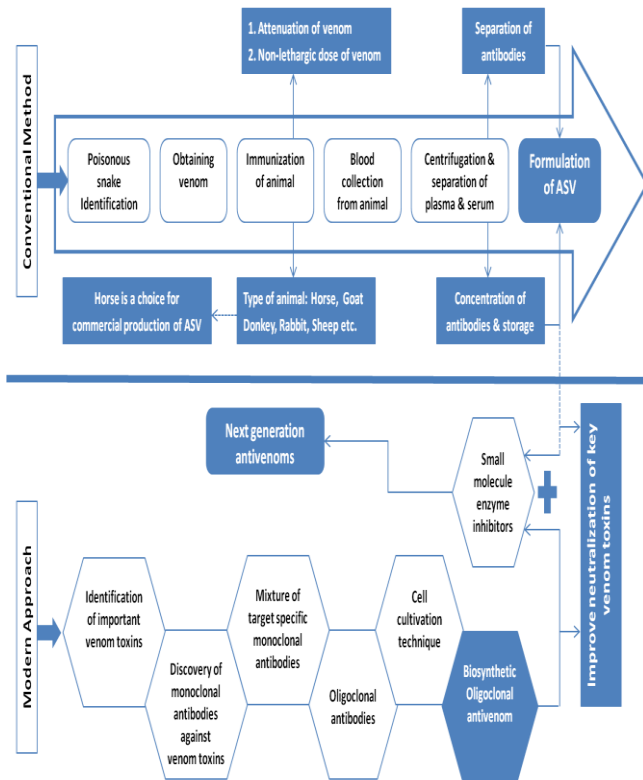 1. Attenuation of venom
2. Non-lethargic dose of venom
Separation of
antibodies
Conventional Method
Poisonous
snake
Identification
Obtaining
venom
Immunization
of animal
Blood
collection
from animal
Centrifugation &
separation of
plasma & serum
Formulation
of ASV
Horse is a choice for
commercial production of ASV
Type of animal: Horse, Goat
Donkey, Rabbit, Sheep etc.
Concentration of
antibodies & storage
Next generation
antivenoms
Small
molecule
enzyme
inhibitors
Improve neutralization of key
venom toxins
Modern Approach
Identification
of important
venom toxins
Discovery of
monoclonal
antibodies
against
venom toxins
Mixture of
target specific
monoclonal
antibodies
Oligoclonal
antibodies
Cell
cultivation
technique
Biosynthetic
Oligoclonal
antivenom